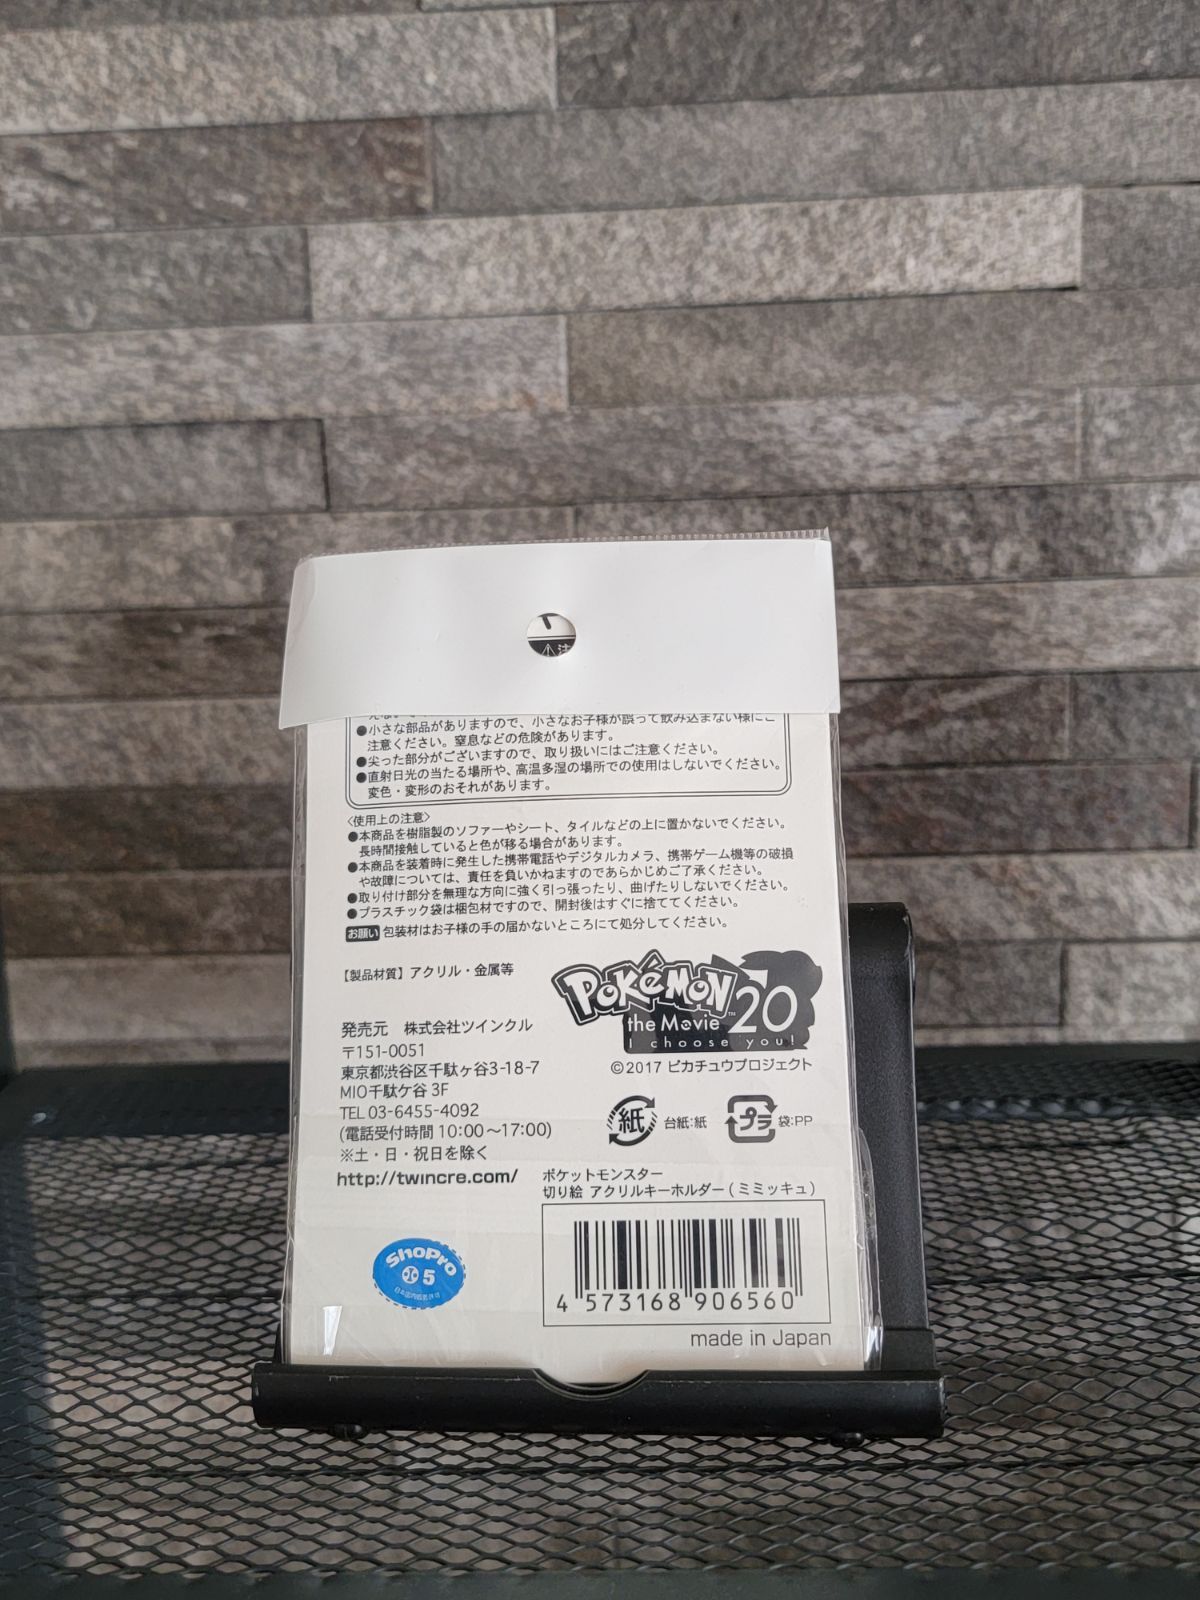 注
●小さな部品がありますので、小さなお子様が誤って飲み込まない様にご
注意ください。窒息などの危険があります。
●尖った部分がございますので、取り扱いにはご注意ください。
●直射日光の当たる場所や、高温多湿の場所での使用はしないでください。
変色・変形のおそれがあります。
〈使用上の注意〉
●本商品を樹脂製のソファーやシート、タイルなどの上に置かないでください。
長時間接触していると色が移る場合があります。
●本商品を装着時に発生した携帯電話やデジタルカメラ、携帯ゲーム機等の破損
や故障については、責任を負いかねますのであらかじめご了承ください。
●取り付け部分を無理な方向に強く引っ張ったり、曲げたりしないでください。
●プラスチック袋は梱包材ですので、開封後はすぐに捨ててください。
お願い 包装材はお子様の手の届かないところにて処分してください。
【製品材質】アクリル・金属等
発売元 株式会社ツインクル
〒151-0051
東京都渋谷区千駄ヶ谷3-18-7
MIO千駄ケ谷 3F
TEL 03-6455-4092
(電話受付時間 10:00～17:00)
※土・日・祝日を除く
http://twincre.com/
POKéMON
the Movie 20
I choose you!
©2017 ピカチュウプロジェクト
紙 台紙:紙
プラ 袋:PP
ポケットモンスター
切り絵 アクリルキーホルダー(ミミッキュ)
4 573168 906560
made in Japan
ShoPro
5